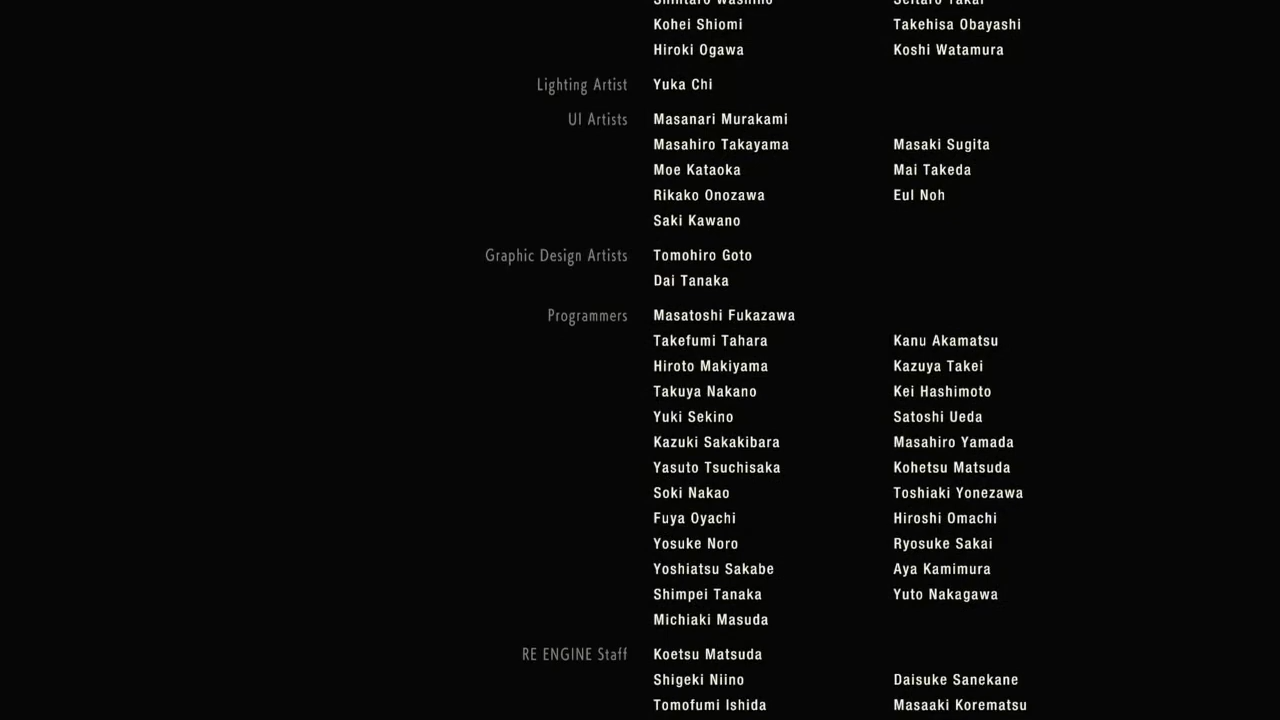 Kohei Shiomi Takehisa Obayashi
Hiroki Ogawa Koshi Watamura
Lighting Artist Yuka Chi
UI Artists Masanari Murakami
Masahiro Takayama Masaki Sugita
Moe Kataoka Mai Takeda
Rikako Onozawa Eul Noh
Saki Kawano
Graphic Design Artists Tomohiro Goto
Dai Tanaka
Programmers Masatoshi Fukazawa
Takefumi Tahara Kanu Akamatsu
Hiroto Makiyama Kazuya Takei
Takuya Nakano Kei Hashimoto
Yuki Sekino Satoshi Ueda
Kazuki Sakakibara Masahiro Yamada
Yasuto Tsuchisaka Kohetsu Matsuda
Soki Nakao Toshiaki Yonezawa
Fuya Oyachi Hiroshi Omachi
Yosuke Noro Ryosuke Sakai
Yoshiatsu Sakabe Aya Kamimura
Shimpei Tanaka Yuto Nakagawa
Michiaki Masuda
RE ENGINE Staff Koetsu Matsuda
Shigeki Niino Daisuke Sanekane
Tomofumi Ishida Masaaki Korematsu